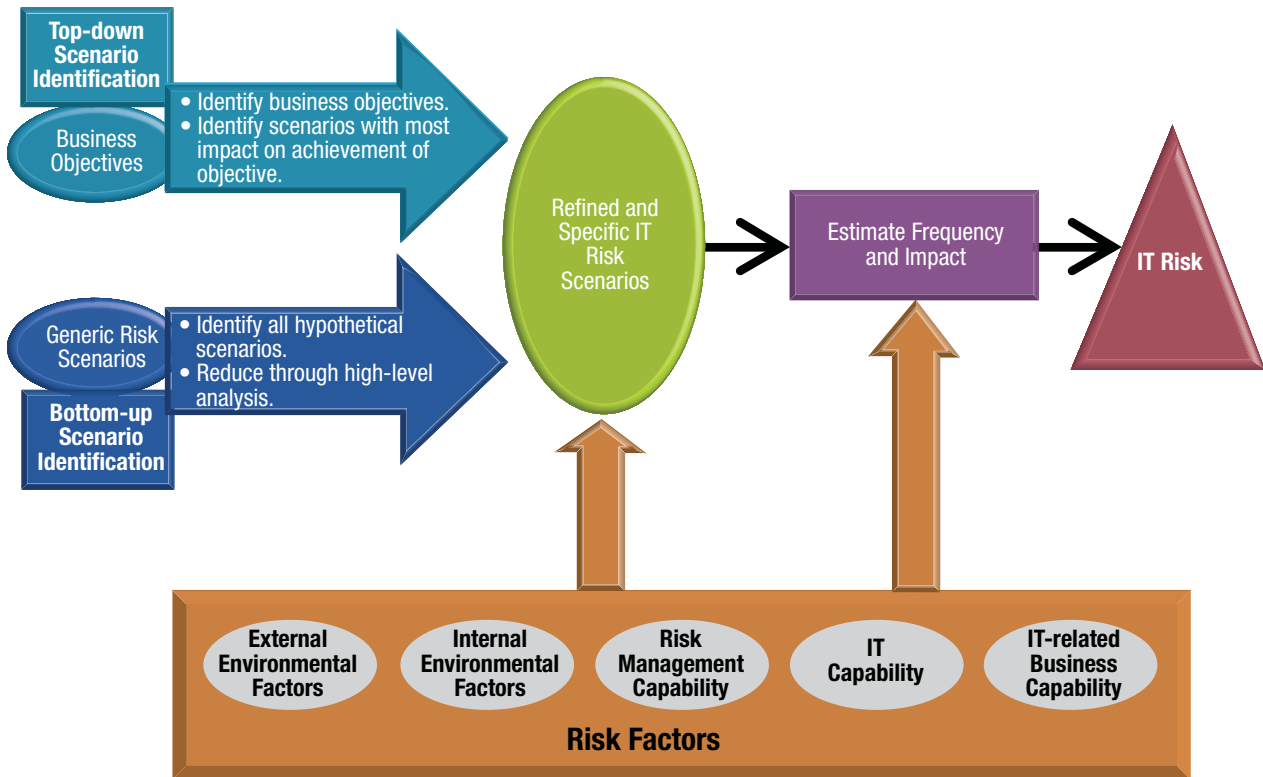 Top-down
Scenario
Identification
Business
Objectives
• Identify business objectives.
• Identify scenarios with most
impact on achievement of
objective.
Generic Risk
Scenarios
Bottom-up
Scenario
Identification
• Identify all hypothetical
scenarios.
• Reduce through high-level
analysis.
Refined and
Specific IT
Risk
Scenarios
Estimate Frequency
and Impact
IT Risk
External
Environmental
Factors
Internal
Environmental
Factors
Risk
Management
Capability
IT
Capability
IT-related
Business
Capability
Risk Factors